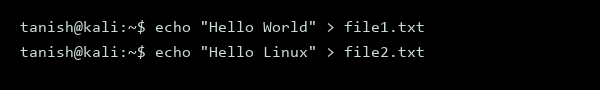 tanish@kali:~$ echo "Hello World" > file1.txt
tanish@kali:~$ echo "Hello Linux" > file2.txt